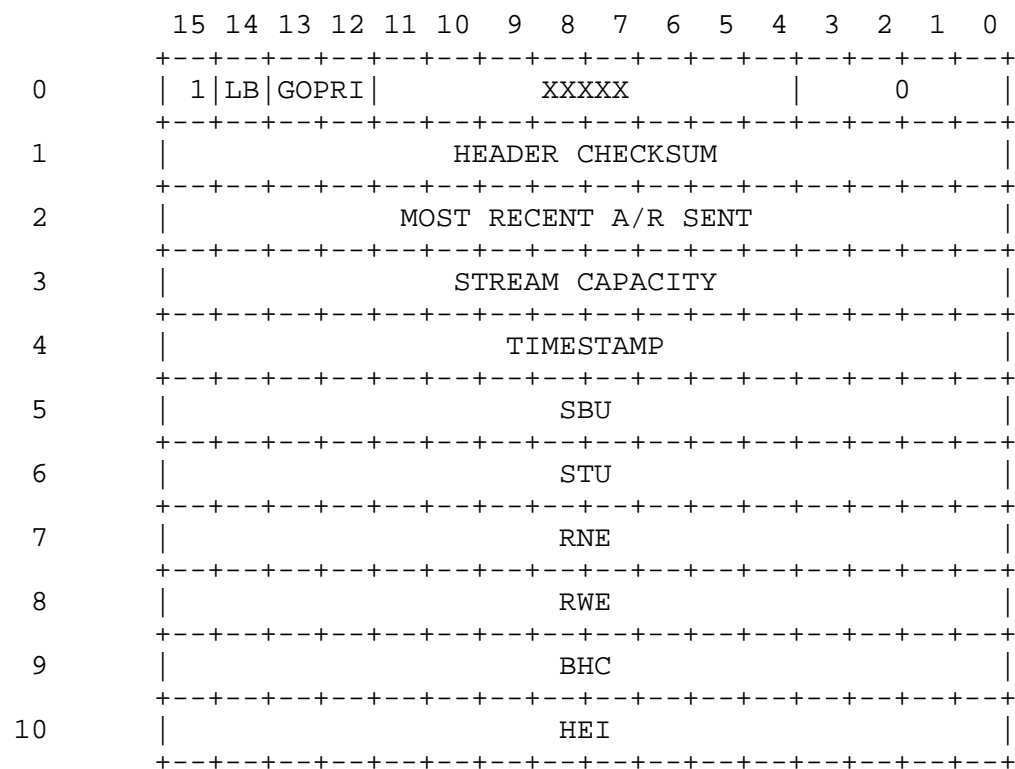 15 14 13 12 11 10 9 8 7 6 5 4 3 2 1 0
+--+--+--+--+--+--+--+--+--+--+--+--+--+--+--+--+
0 | 1|LB|GOPRI| XXXXX | 0 |
+--+--+--+--+--+--+--+--+--+--+--+--+--+--+--+--+
1 | HEADER CHECKSUM |
+--+--+--+--+--+--+--+--+--+--+--+--+--+--+--+--+
2 | MOST RECENT A/R SENT |
+--+--+--+--+--+--+--+--+--+--+--+--+--+--+--+--+
3 | STREAM CAPACITY |
+--+--+--+--+--+--+--+--+--+--+--+--+--+--+--+--+
4 | TIMESTAMP |
+--+--+--+--+--+--+--+--+--+--+--+--+--+--+--+--+
5 | SBU |
+--+--+--+--+--+--+--+--+--+--+--+--+--+--+--+--+
6 | STU |
+--+--+--+--+--+--+--+--+--+--+--+--+--+--+--+--+
7 | RNE |
+--+--+--+--+--+--+--+--+--+--+--+--+--+--+--+--+
8 | RWE |
+--+--+--+--+--+--+--+--+--+--+--+--+--+--+--+--+
9 | BHC |
+--+--+--+--+--+--+--+--+--+--+--+--+--+--+--+--+
10 | HEI |
+--+--+--+--+--+--+--+--+--+--+--+--+--+--+--+--+